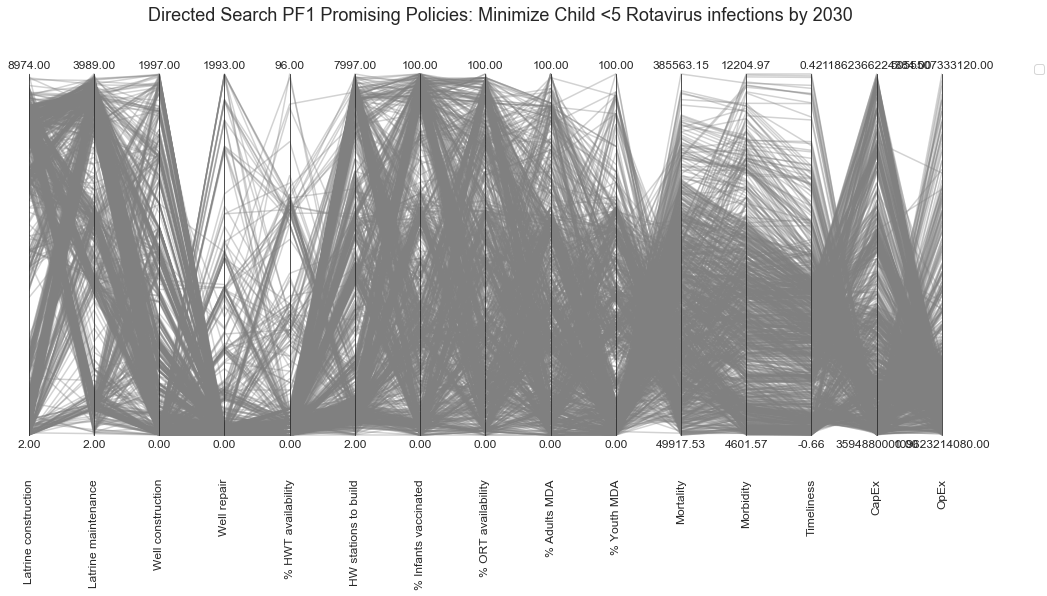 Directed Search PF1 Promising Policies: Minimize Child <5 Rotavirus infections by 2030
8974.00 3989.00 1997.00 1993.00 96.00 7997.00 100.00 100.00 100.00 100.00 385563.15 12204.97
2.00 2.00 0.00 0.00 0.00 2.00 0.00 0.00 0.00 0.00 49917.53 4601.57 -0.66
Latrine construction
Latrine maintenance
Well construction
Well repair
% HWT availability
HW stations to build
% Infants vaccinated
% ORT availability
% Adults MDA
% Youth MDA
Mortality
Morbidity
Timeliness
CapEx
OpEx